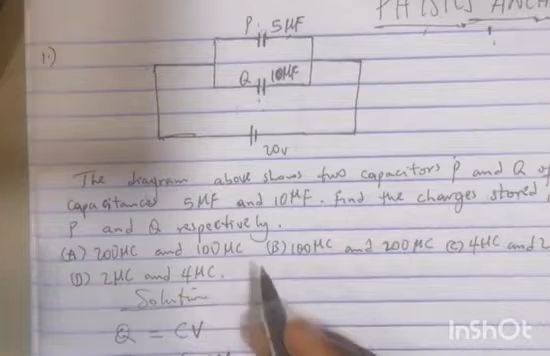 PHYSICS
1.)
P. 5μF
Q 10μF
20V
The diagram above shows two capacitors P and Q of
capacitances 5μF and 10μF. Find the charges stored
P and Q respectively.
(A) 200μC and 100μC (B) 100μC and 200μC (C) 4μC and 2
(D) 2μC and 4μC.
Solution
Q = CV
InShOt